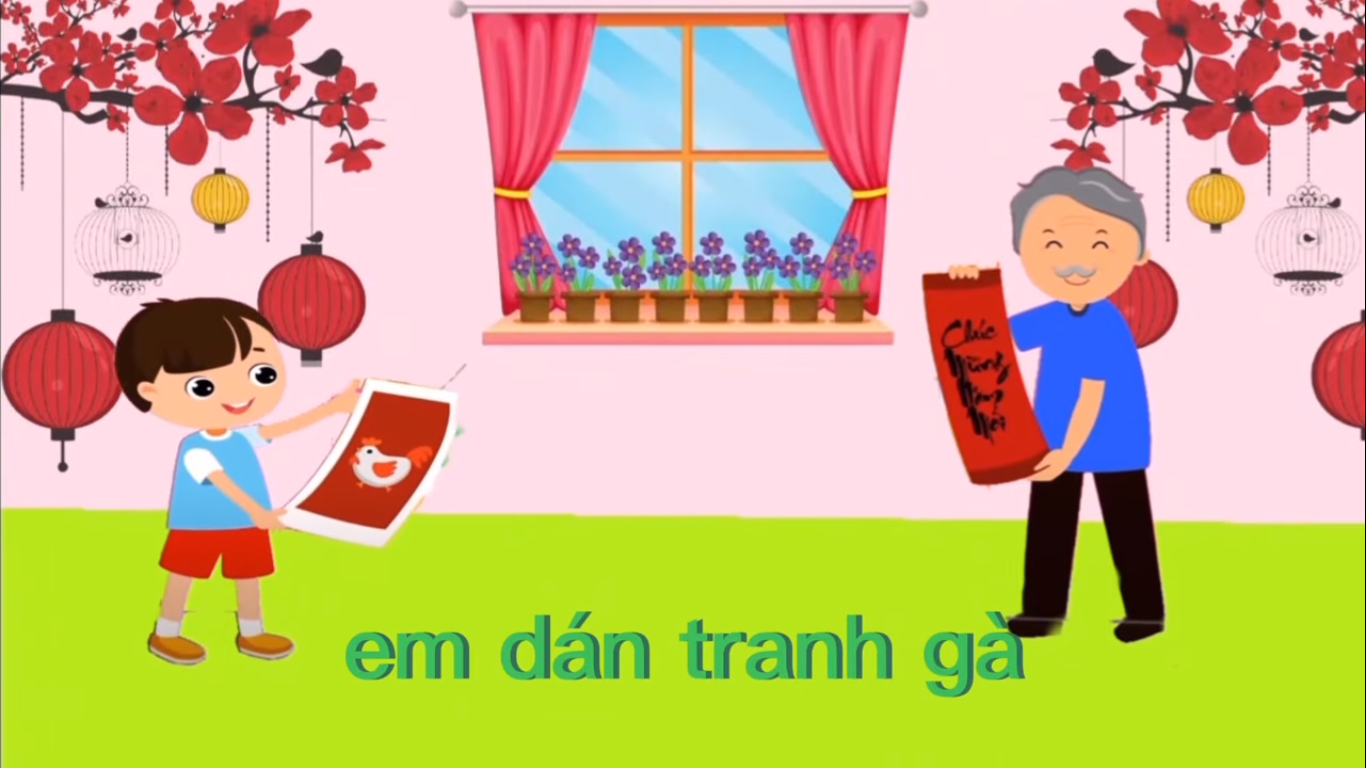 Chúc
Mừng
Năm
Mới
em dán tranh gà